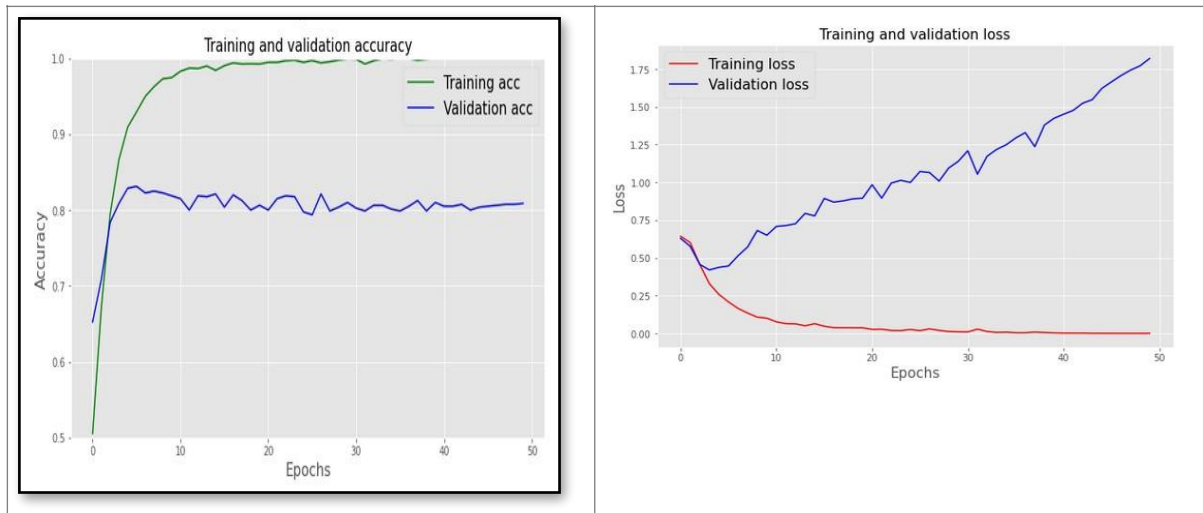 Training and validation accuracy
1.0
0.9
0.8
0.7
0.6
0.5
Accuracy
Training acc
Validation acc
0
10
20
30
40
50
Epochs
Training and validation loss
1.75
1.50
1.25
1.00
0.75
0.50
0.25
0.00
Loss
Training loss
Validation loss
0
10
20
30
40
50
Epochs